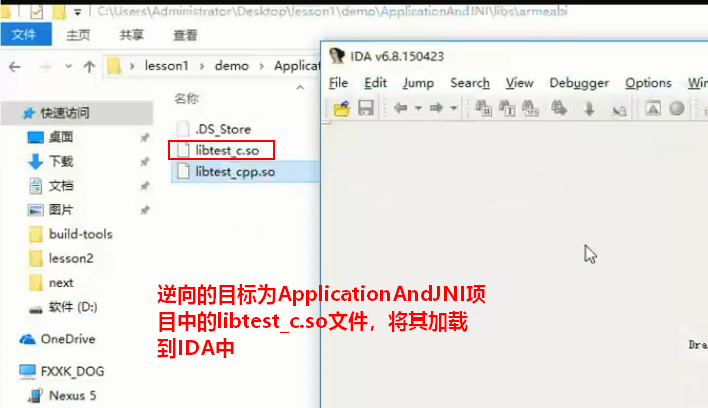 C:\Users\Administrator\Desktop\lesson1\demo\ApplicationAndJNI\libs\armeabi
文件 主页 共享 查看
lesson1 › demo › Applicati
名称
快速访问
桌面
下载
文档
图片
build-tools
lesson2
next
软件 (D:)
OneDrive
FXXK_DOG
Nexus 5
.DS_Store
libtest_c.so
libtest_cpp.so
IDA v6.8.150423
File Edit Jump Search View Debugger Options Win
Dra
逆向的目标为ApplicationAndJNI项
目中的libtest_c.so文件，将其加载
到IDA中